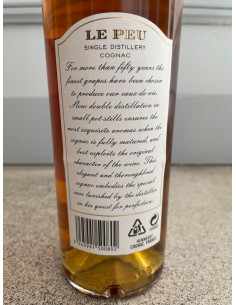 LE PEU
SINGLE DISTILLERY
COGNAC
For more than fifty years the
finest grapes have been chosen
to produce our eaux-de-vie.
Slow double distillation in
small pot-stills ensures the
most exquisite aromas when the
cognac is fully matured, and
best exploits the original
character of the wine. This
elegant and thoroughbred
cognac embodies the special
care lavished by the distiller
in his quest for perfection.
HENNESSY
COGNAC FRANCE